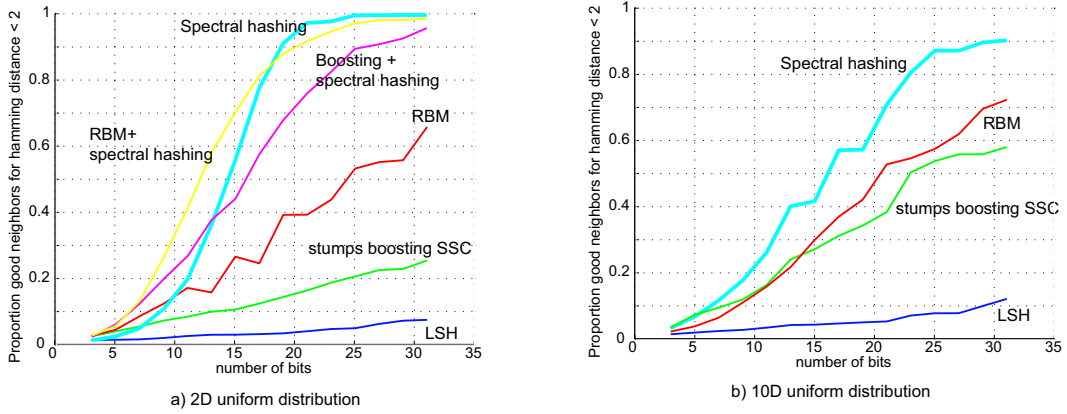 Proportion good neighbors for hamming distance < 2
1
0.8
0.6
0.4
0.2
0
0
5
10
15
20
25
30
35
number of bits
Spectral hashing
Boosting +
spectral hashing
RBM+
spectral hashing
RBM
stumps boosting SSC
LSH
a) 2D uniform distribution
Proportion good neighbors for hamming distance < 2
1
0.8
0.6
0.4
0.2
0
0
5
10
15
20
25
30
35
number of bits
Spectral hashing
RBM
stumps boosting SSC
LSH
b) 10D uniform distribution